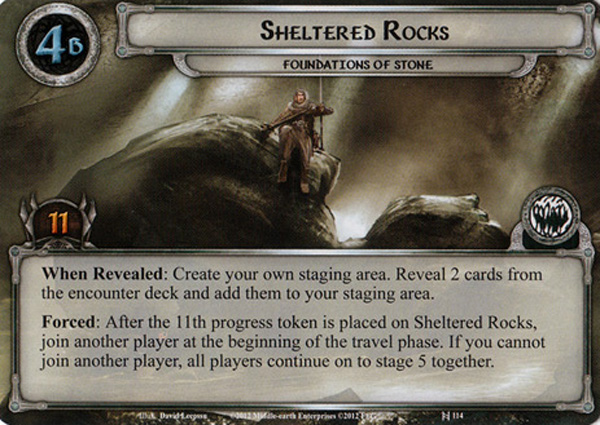 4B
SHELTERED ROCKS
FOUNDATIONS OF STONE
11
When Revealed: Create your own staging area. Reveal 2 cards from
the encounter deck and add them to your staging area.
Forced: After the 11th progress token is placed on Sheltered Rocks,
join another player at the beginning of the travel phase. If you cannot
join another player, all players continue on to stage 5 together.
David Lecossu ©2012 Middle-earth Enterprises ©2012 FFG 114